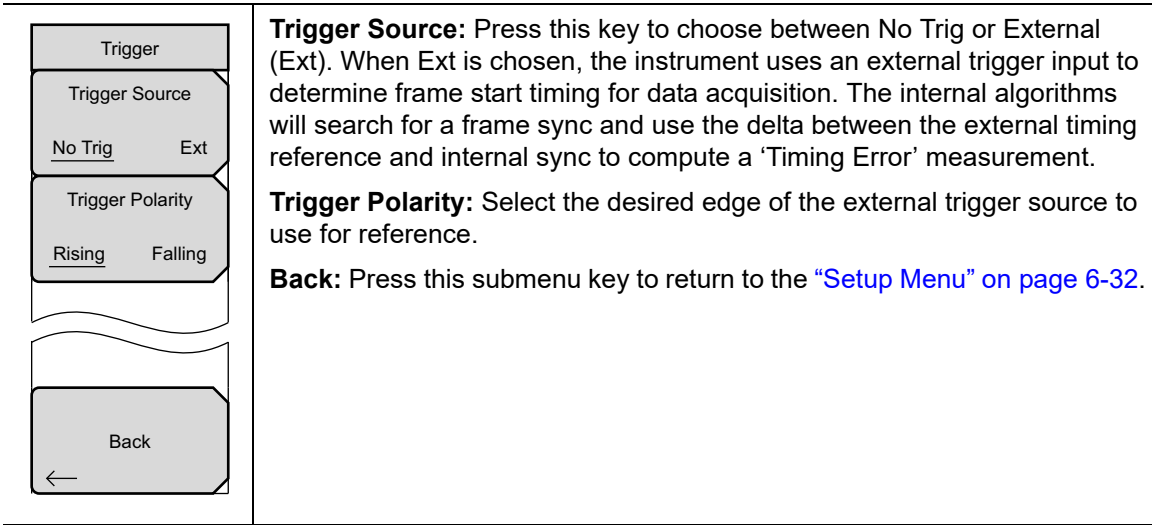 Trigger
Trigger Source
No Trig Ext
Trigger Polarity
Rising Falling
Back
Trigger Source: Press this key to choose between No Trig or External
(Ext). When Ext is chosen, the instrument uses an external trigger input to
determine frame start timing for data acquisition. The internal algorithms
will search for a frame sync and use the delta between the external timing
reference and internal sync to compute a ‘Timing Error’ measurement.
Trigger Polarity: Select the desired edge of the external trigger source to
use for reference.
Back: Press this submenu key to return to the “Setup Menu” on page 6-32.